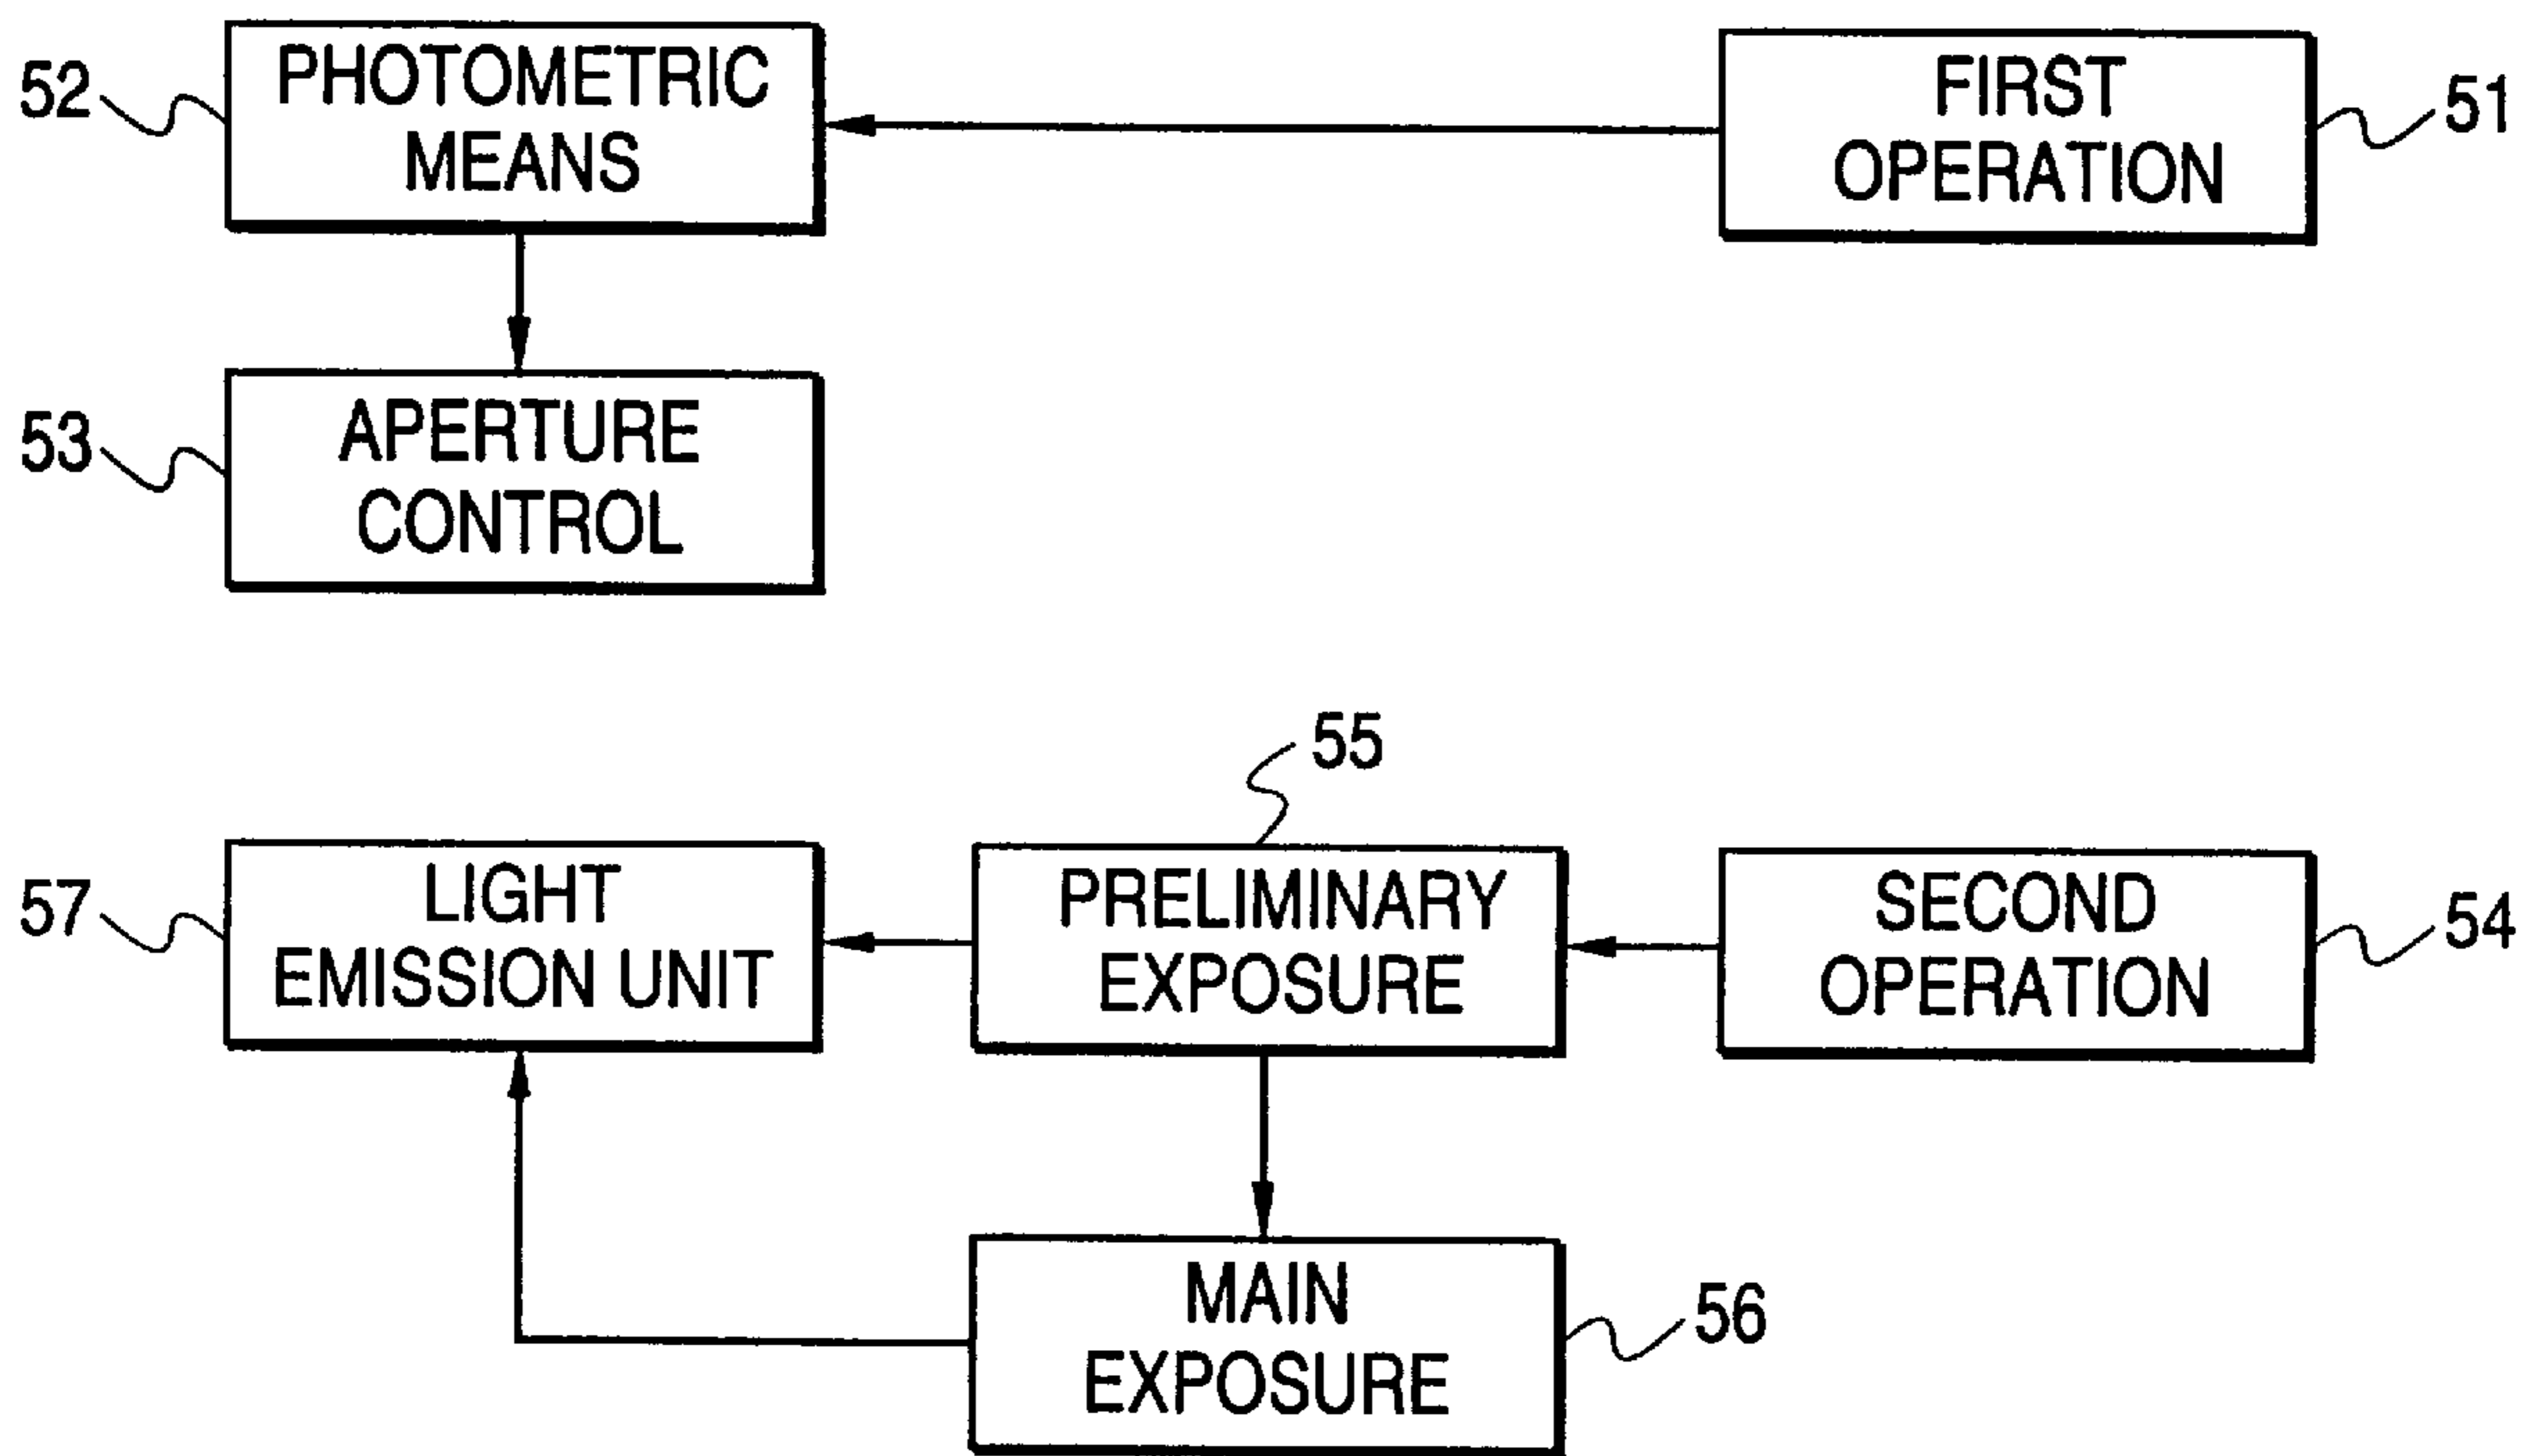 52
PHOTOMETRIC
MEANS
FIRST
OPERATION
51
53
APERTURE
CONTROL
55
57
LIGHT
EMISSION UNIT
PRELIMINARY
EXPOSURE
SECOND
OPERATION
54
MAIN
EXPOSURE
56